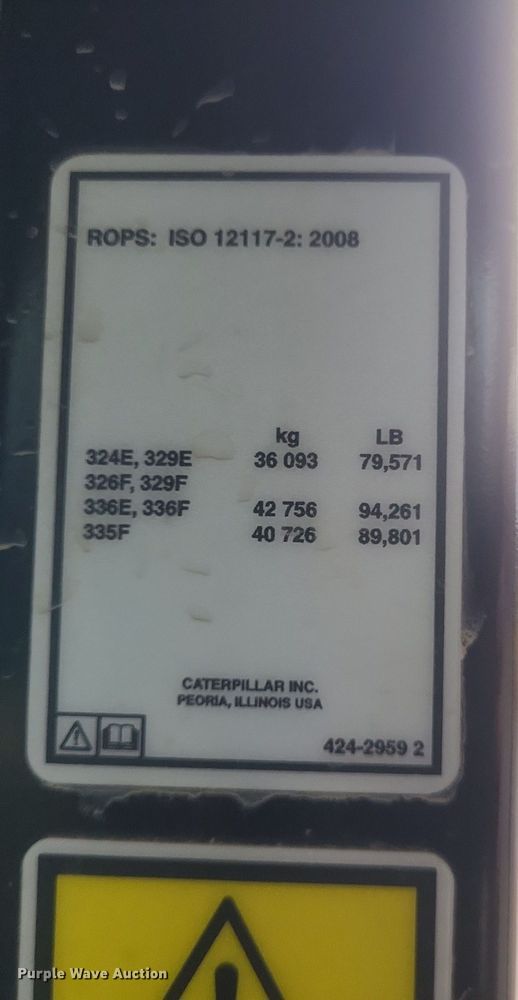 ROPS: ISO 12117-2: 2008
kg LB
324E, 329E 36 093 79,571
326F, 329F
336E, 336F 42 756 94,261
335F 40 726 89,801
CATERPILLAR INC.
PEORIA, ILLINOIS USA
424-2959 2
Purple Wave Auction